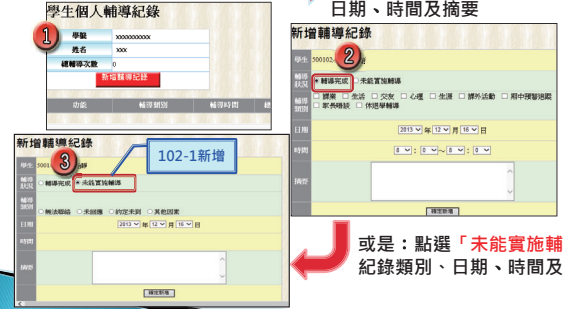 學生個人輔導紀錄
1
學號 xxxxxxxxxx
姓名 xxx
總輔導次數 0
新增輔導紀錄
功能 輔導類別 輔導時間
日期、時間及摘要
新增輔導紀錄
2
學生 500102
輔導狀況 輔導完成 未能實施輔導
輔導類別 課業 生活 交友 心理 生涯 課外活動 期中預警追蹤
家長晤談 休退學輔導
日期 2013 年 12 月 16 日
時間 8 : 0 ~ 8 : 0
摘要
確定新增
新增輔導紀錄
3
102-1新增
學生 5001
輔導狀況 輔導完成 未能實施輔導
輔導類別
無法聯絡 未回應 約定未到 其他因素
日期 2013 年 12 月 16 日
時間
摘要
確定新增
或是：點選「未能實施輔
紀錄類別、日期、時間及